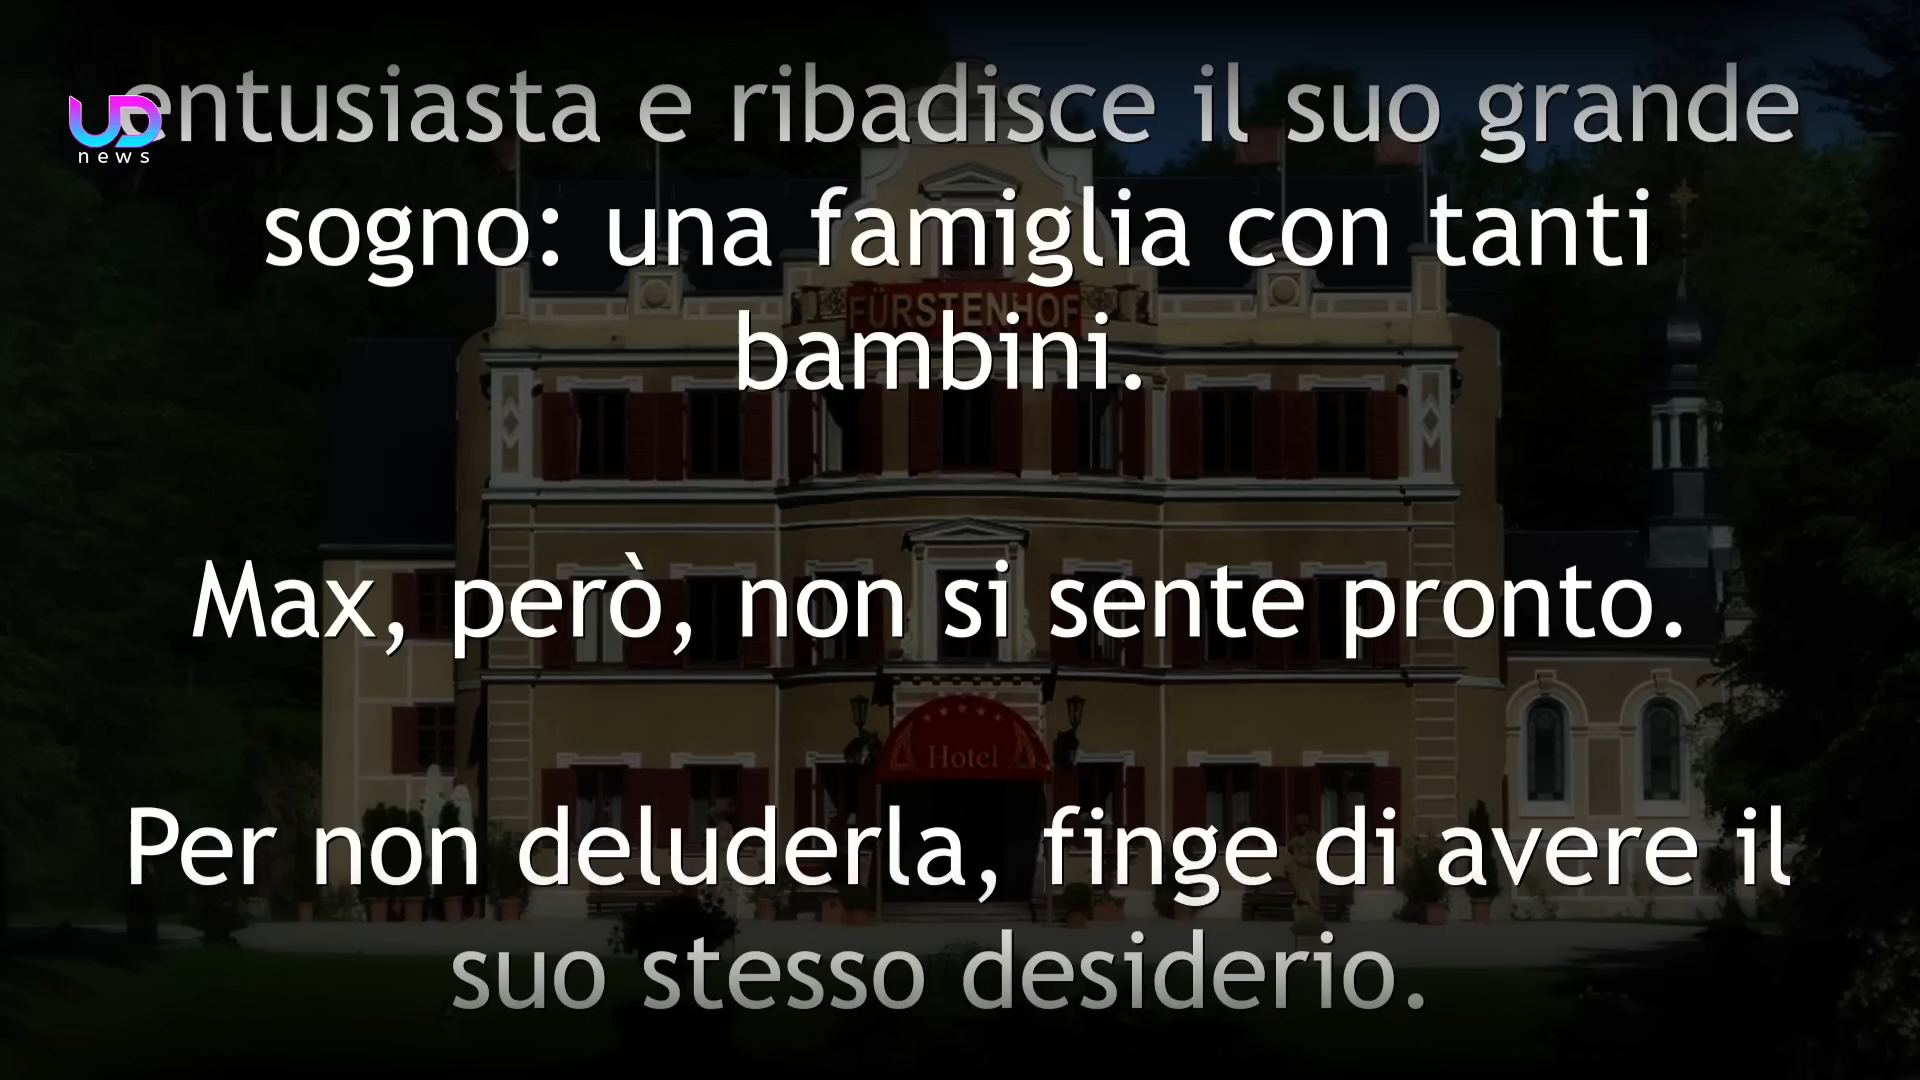 UD
news
entusiasta e ribadisce il suo grande
sogno: una famiglia con tanti
bambini.
FÜRSTENHOF
Max, però, non si sente pronto.
Hotel
Per non deluderla, finge di avere il
suo stesso desiderio.